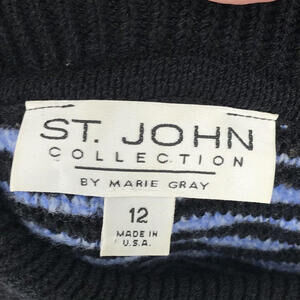 ST. JOHN
COLLECTION
BY MARIE GRAY
12
MADE IN
U.S.A.